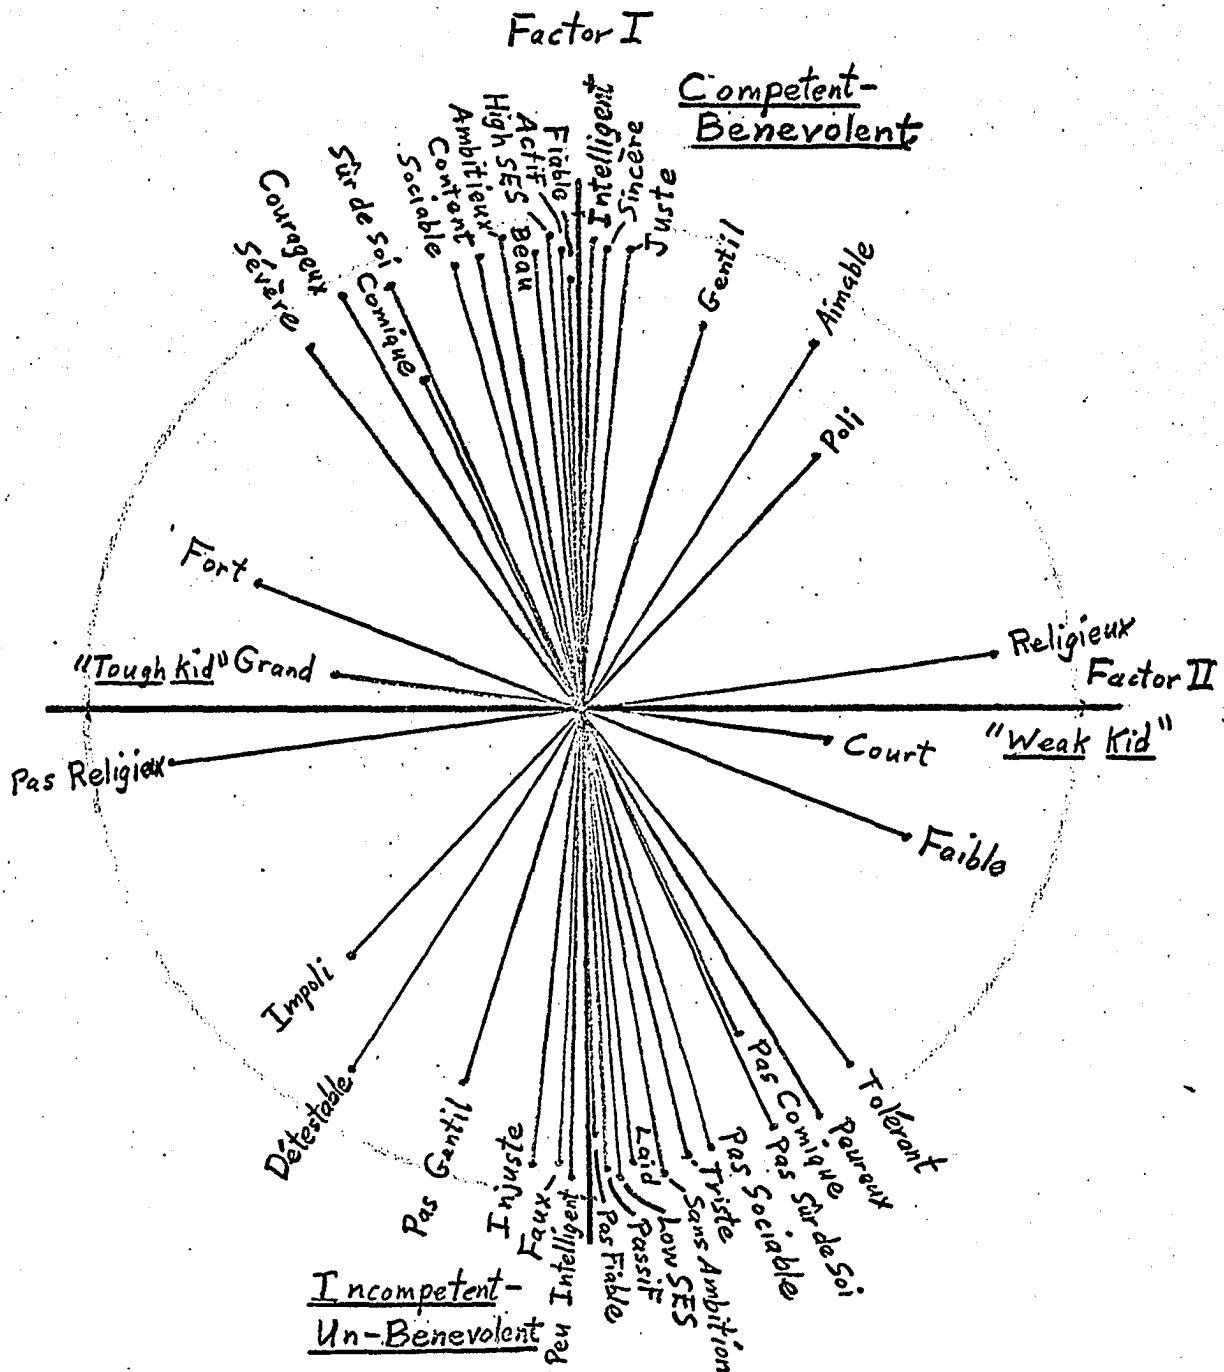 Factor I
Competent-
Benevolent
Sévère
Courageux
Sûr de Soi
Comique
Sociable
Content
Ambitieux
High SES
Beau
Actif
Fiable
Intelligent
Sincère
Juste
Gentil
Aimable
Poli
Fort
"Tough Kid" Grand
Religieux
Factor II
"Weak Kid"
Court
Pas Religieux
Faible
Impoli
Détestable
Pas Gentil
Injuste
Faux
Peu Intelligent
Pas Fiable
Passif
Laid
Low SES
Sans Ambition
Triste
Pas Sociable
Pas Sûr de Soi
Pas Comique
Peureux
Tolérant
Incompetent-
Un-Benevolent